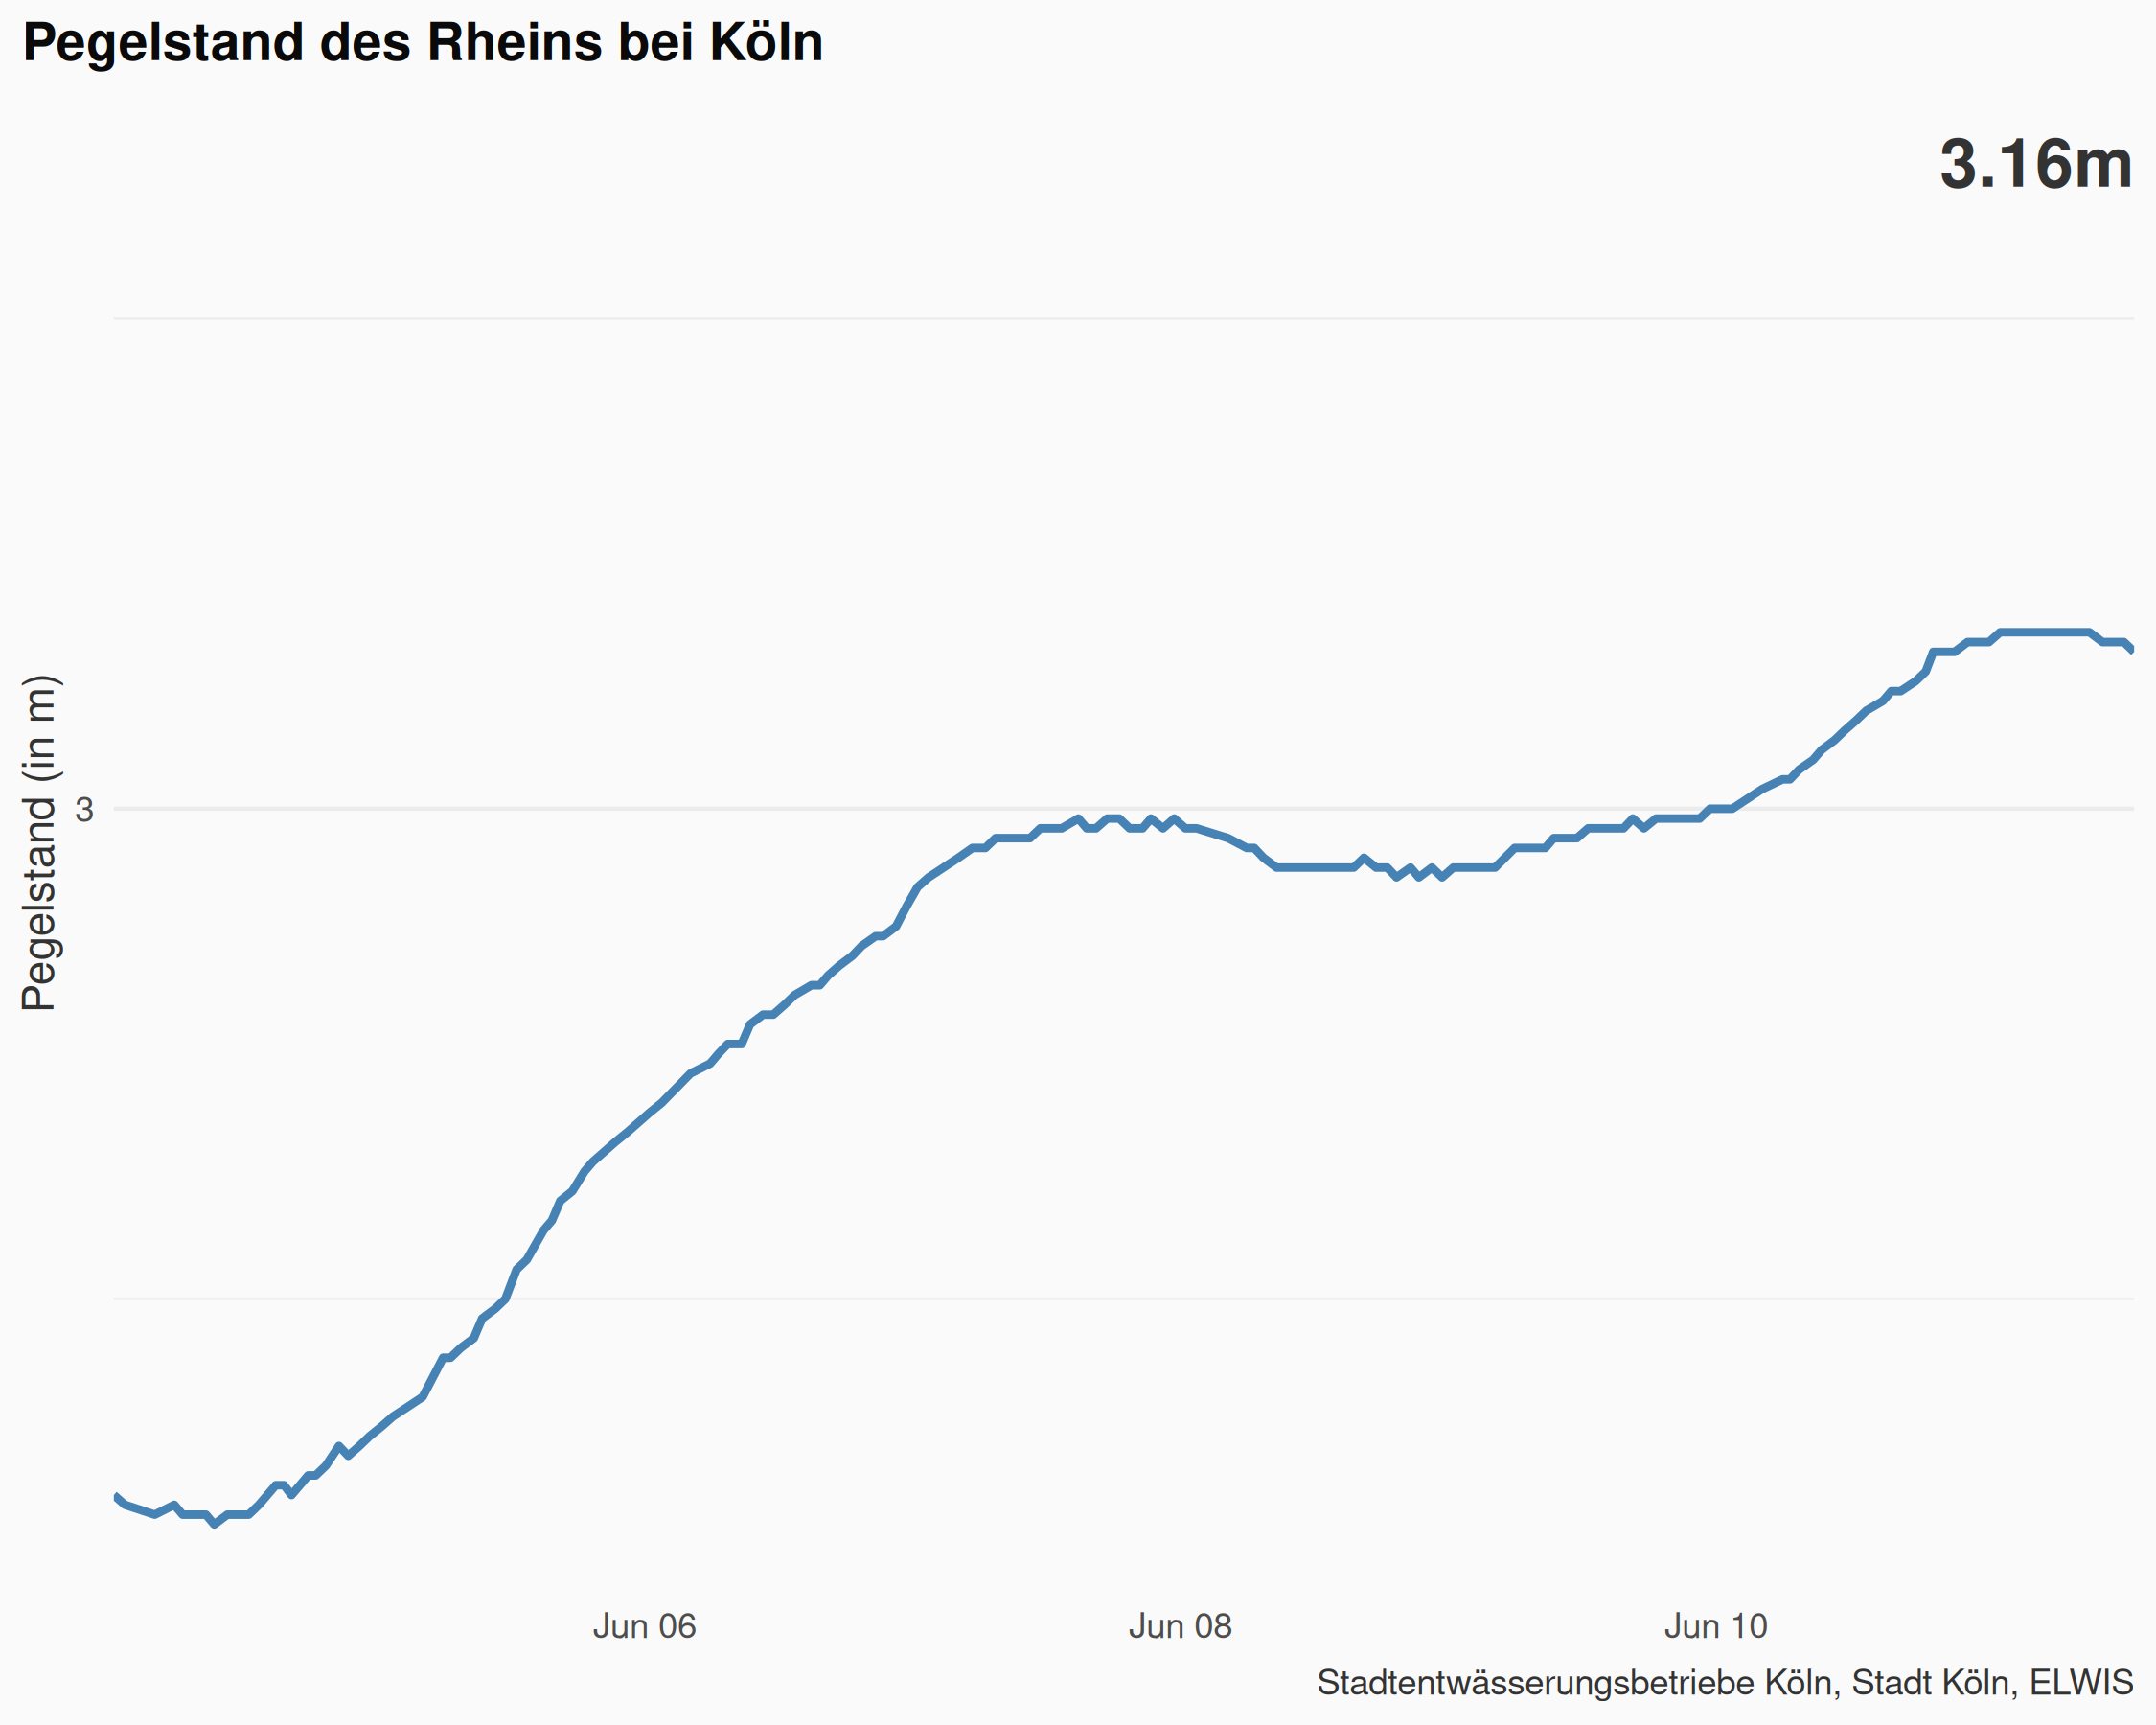 Pegelstand des Rheins bei Köln
3.16m
Pegelstand (in m)
3
Jun 06
Jun 08
Jun 10
Stadtentwässerungsbetriebe Köln, Stadt Köln, ELWIS